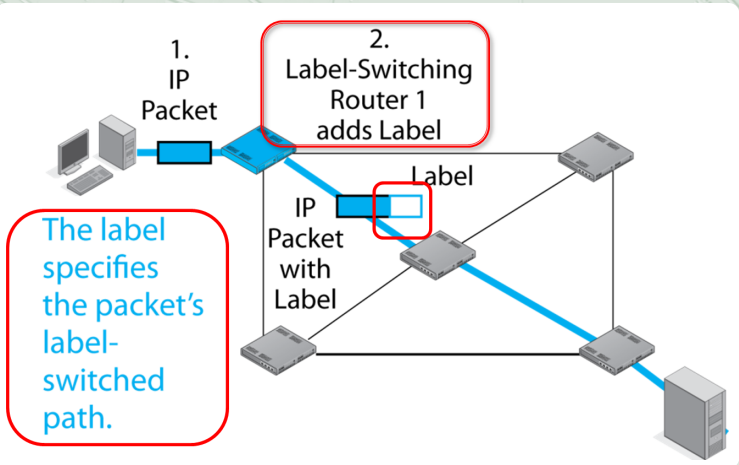 1.
IP
Packet
2.
Label-Switching
Router 1
adds Label
Label
IP
Packet
with
Label
The label
specifies
the packet's
label-
switched
path.